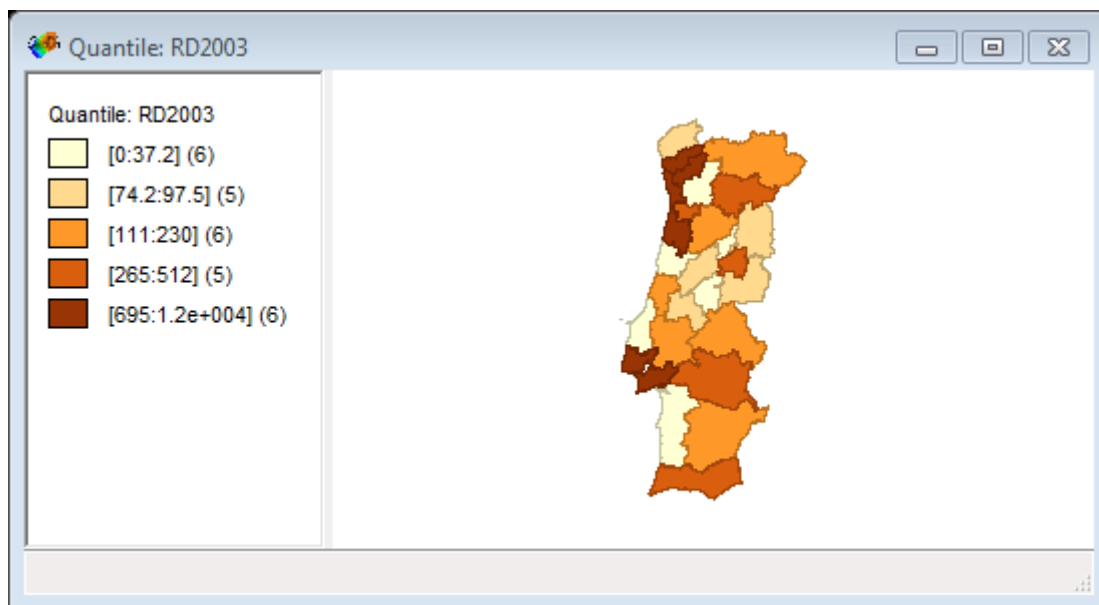 Quantile: RD2003
Quantile: RD2003
[0:37.2] (6)
[74.2:97.5] (5)
[111:230] (6)
[265:512] (5)
[695:1.2e+004] (6)